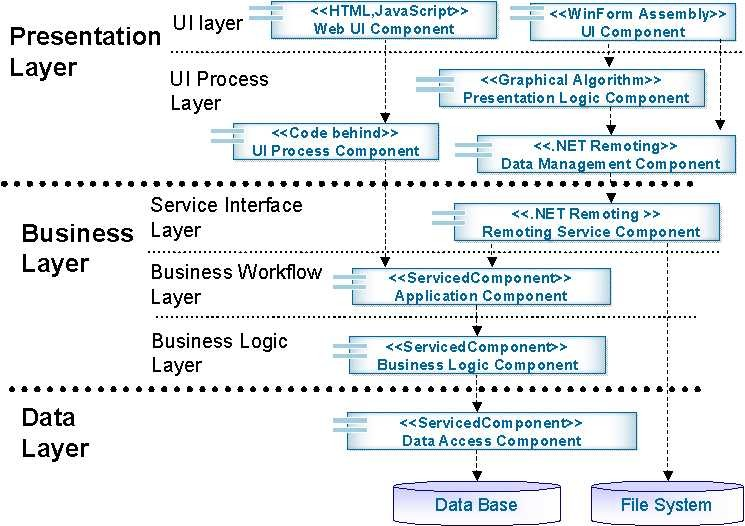 Presentation
Layer
UI layer
<<HTML,JavaScript>>
Web UI Component
<<WinForm Assembly>>
UI Component
UI Process
Layer
<<Graphical Algorithm>>
Presentation Logic Component
<<Code behind>>
UI Process Component
<<.NET Remoting>>
Data Management Component
Business
Layer
Service Interface
Layer
<<.NET Remoting >>
Remoting Service Component
Business Workflow
Layer
<<ServicedComponent>>
Application Component
Business Logic
Layer
<<ServicedComponent>>
Business Logic Component
Data
Layer
<<ServicedComponent>>
Data Access Component
Data Base
File System